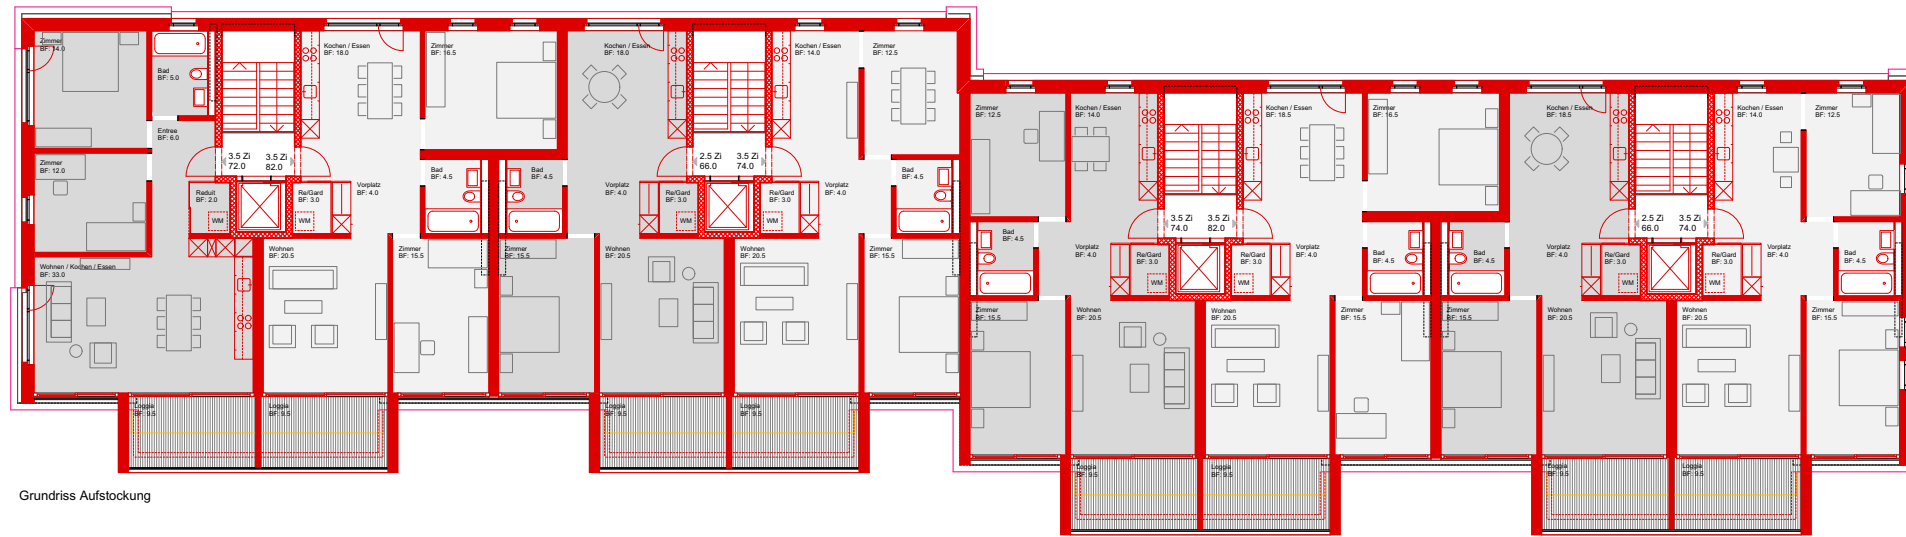 Zimmer
BF: 14.0
Bad
BF: 5.0
Entree
BF: 6.0
Zimmer
BF: 12.0
Reduit
BF: 2.0
WM
Wohnen / Kochen / Essen
BF: 33.0
Loggia
BF: 9.5
3.5 Zi
72.0
3.5 Zi
82.0
Kochen / Essen
BF: 18.0
Zimmer
BF: 16.5
Bad
BF: 4.5
Vorplatz
BF: 4.0
Re/Gard
BF: 3.0
WM
Wohnen
BF: 20.5
Zimmer
BF: 15.5
Loggia
BF: 9.5
Kochen / Essen
BF: 18.0
Bad
BF: 4.5
Vorplatz
BF: 4.0
Re/Gard
BF: 3.0
WM
Zimmer
BF: 15.5
Wohnen
BF: 20.5
Loggia
BF: 9.5
2.5 Zi
66.0
3.5 Zi
74.0
Kochen / Essen
BF: 14.0
Zimmer
BF: 12.5
Re/Gard
BF: 3.0
WM
Vorplatz
BF: 4.0
Bad
BF: 4.5
Wohnen
BF: 20.5
Zimmer
BF: 15.5
Loggia
BF: 9.5
Zimmer
BF: 12.5
Kochen / Essen
BF: 14.0
Bad
BF: 4.5
Vorplatz
BF: 4.0
Re/Gard
BF: 3.0
WM
Zimmer
BF: 15.5
Wohnen
BF: 20.5
Loggia
BF: 9.5
3.5 Zi
74.0
3.5 Zi
82.0
Kochen / Essen
BF: 18.5
Zimmer
BF: 16.5
Re/Gard
BF: 3.0
WM
Vorplatz
BF: 4.0
Bad
BF: 4.5
Wohnen
BF: 20.5
Zimmer
BF: 15.5
Loggia
BF: 9.5
Kochen / Essen
BF: 18.5
Bad
BF: 4.5
Vorplatz
BF: 4.0
Re/Gard
BF: 3.0
WM
Zimmer
BF: 15.5
Wohnen
BF: 20.5
Loggia
BF: 9.5
2.5 Zi
66.0
3.5 Zi
74.0
Kochen / Essen
BF: 14.0
Zimmer
BF: 12.5
Re/Gard
BF: 3.0
WM
Vorplatz
BF: 4.0
Bad
BF: 4.5
Wohnen
BF: 20.5
Zimmer
BF: 15.5
Loggia
BF: 9.5
Grundriss Aufstockung